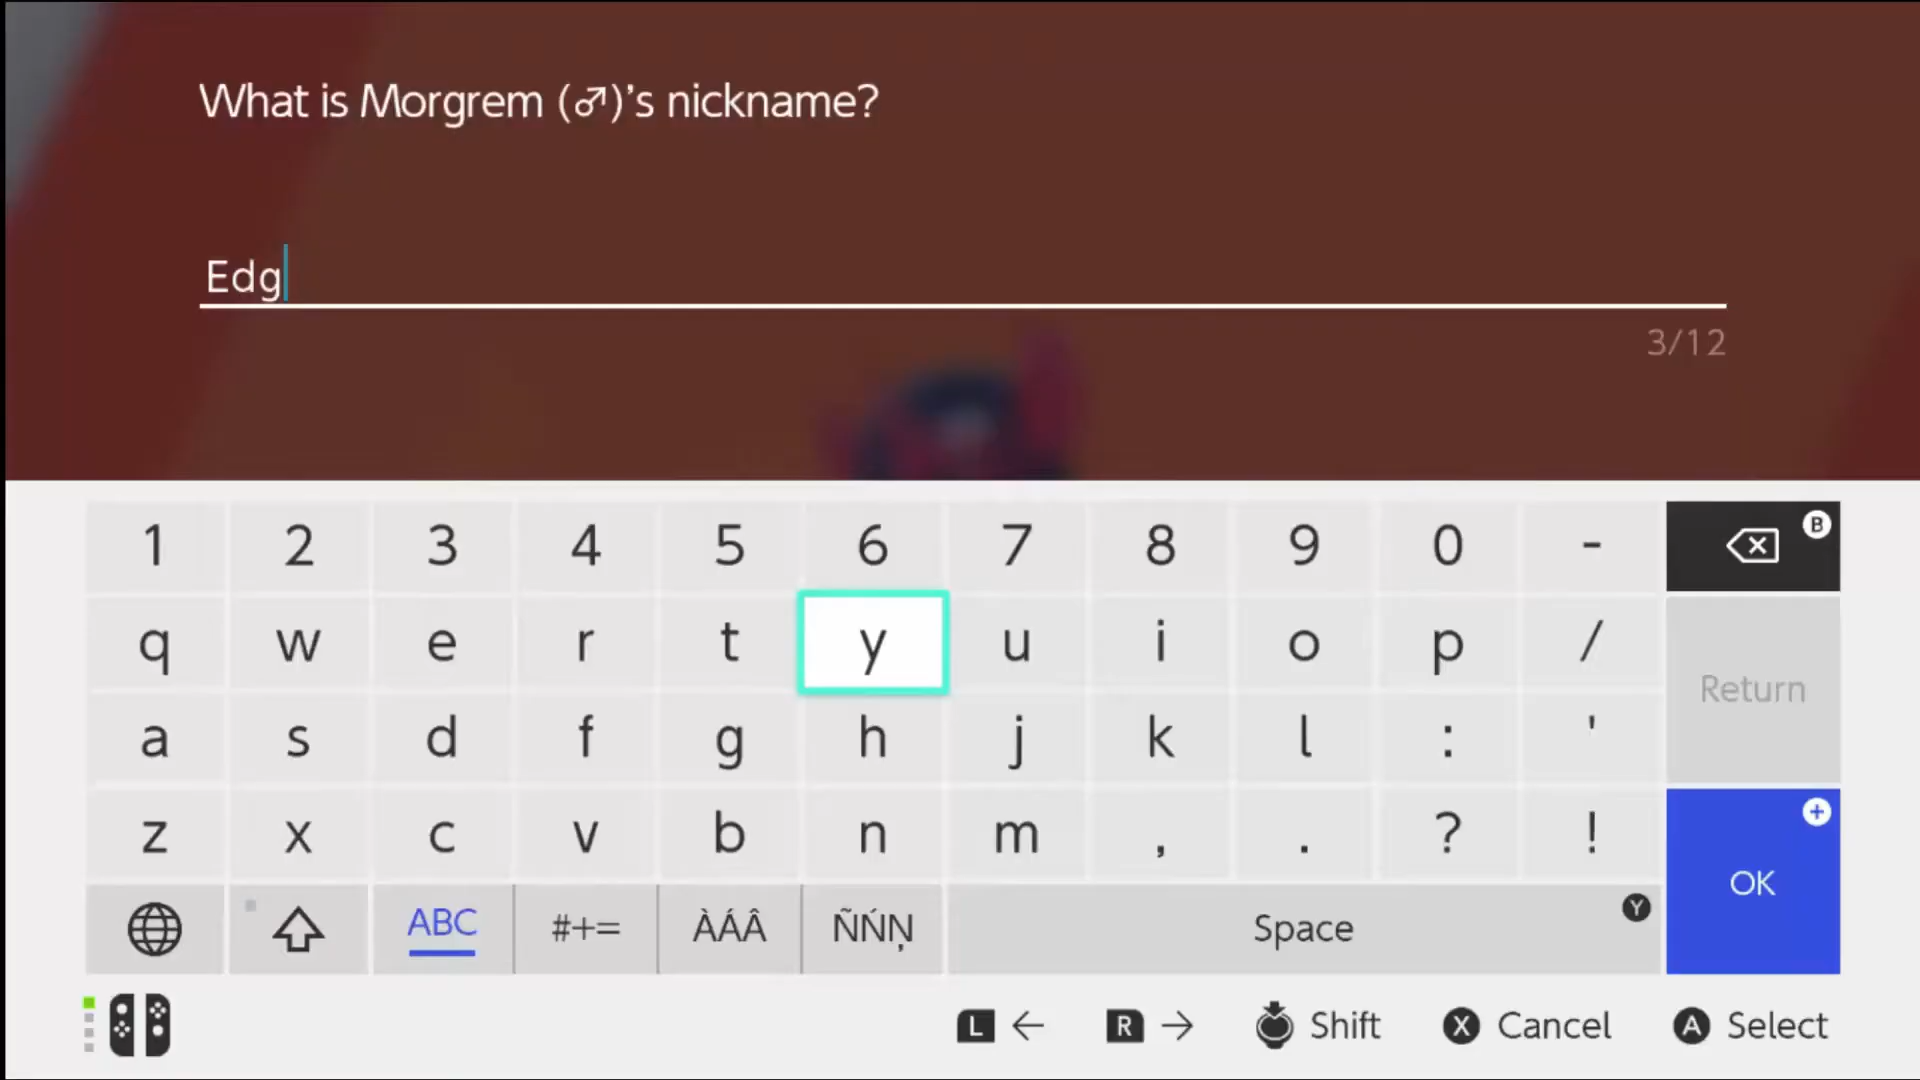 What is Morgrem (♂)'s nickname?
Edg
3/12
1 2 3 4 5 6 7 8 9 0 - B
q w e r t y u i o p /
Return
a s d f g h j k l : '
z x c v b n m , . ? ! +
OK
ABC #+= ÀÁÂ ÑŃŅ Space Y
L ← R → Shift X Cancel A Select